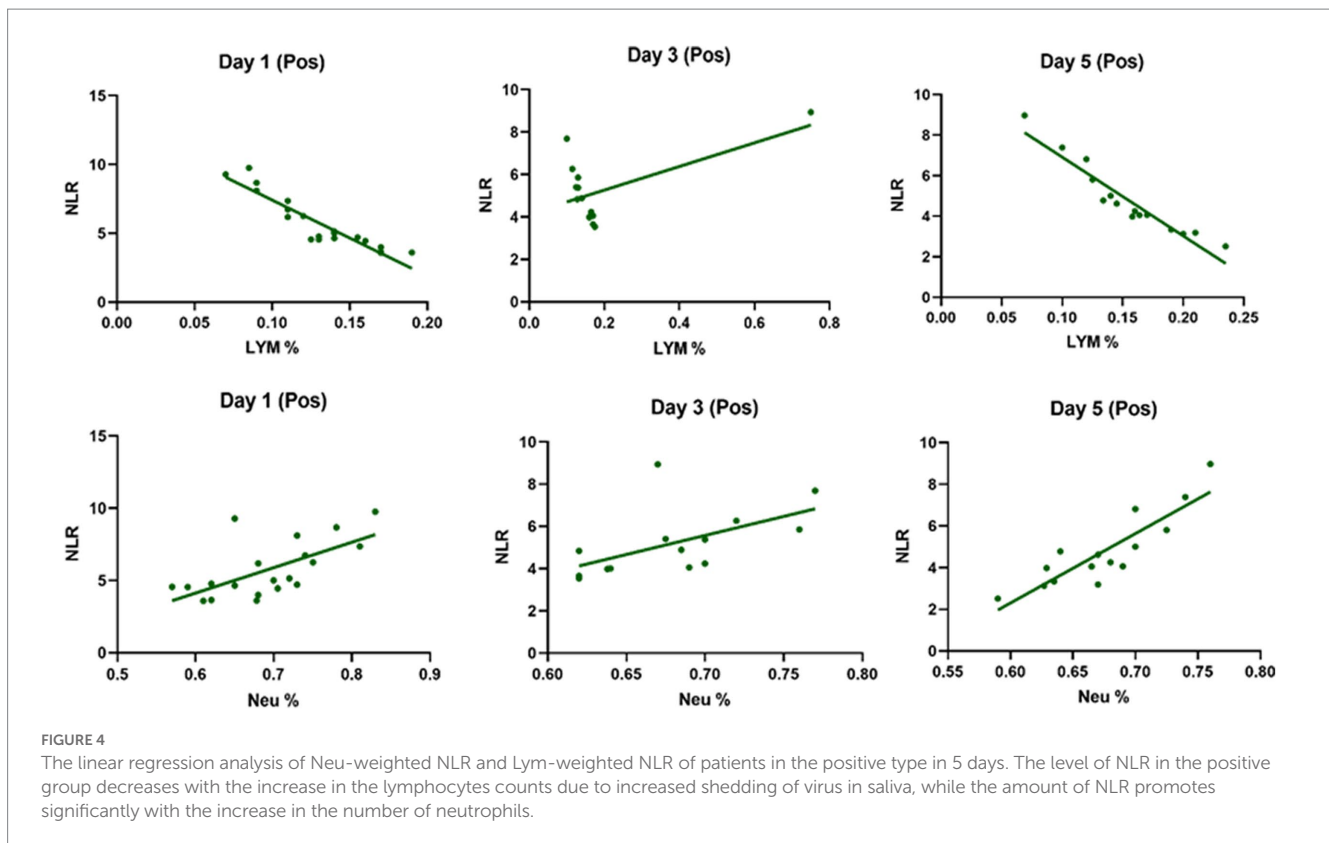 Day 1 (Pos)
15
10
5
0
NLR
0.00 0.05 0.10 0.15 0.20
LYM %
Day 3 (Pos)
10
8
6
4
2
0
NLR
0.0 0.2 0.4 0.6 0.8
LYM %
Day 5 (Pos)
10
8
6
4
2
0
NLR
0.00 0.05 0.10 0.15 0.20 0.25
LYM %
Day 1 (Pos)
15
10
5
0
NLR
0.5 0.6 0.7 0.8 0.9
Neu %
Day 3 (Pos)
10
8
6
4
2
0
NLR
0.60 0.65 0.70 0.75 0.80
Neu %
Day 5 (Pos)
10
8
6
4
2
0
NLR
0.55 0.60 0.65 0.70 0.75 0.80
Neu %
FIGURE 4
The linear regression analysis of Neu-weighted NLR and Lym-weighted NLR of patients in the positive type in 5 days. The level of NLR in the positive
group decreases with the increase in the lymphocytes counts due to increased shedding of virus in saliva, while the amount of NLR promotes
significantly with the increase in the number of neutrophils.